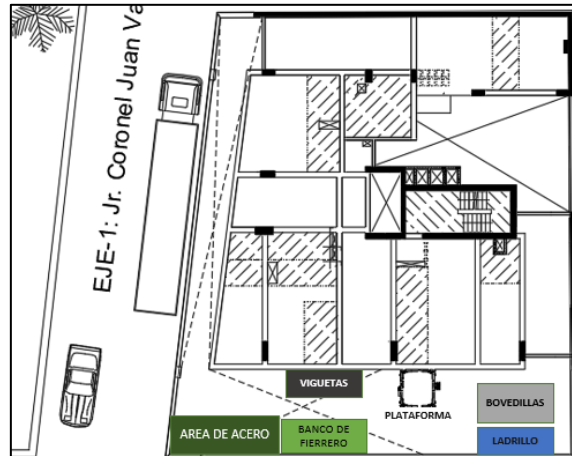 EJE-1: Jr. Coronel Juan Va
VIGUETAS
PLATAFORMA
BOVEDILLAS
AREA DE ACERO
BANCO DE
FIERRERO
LADRILLO